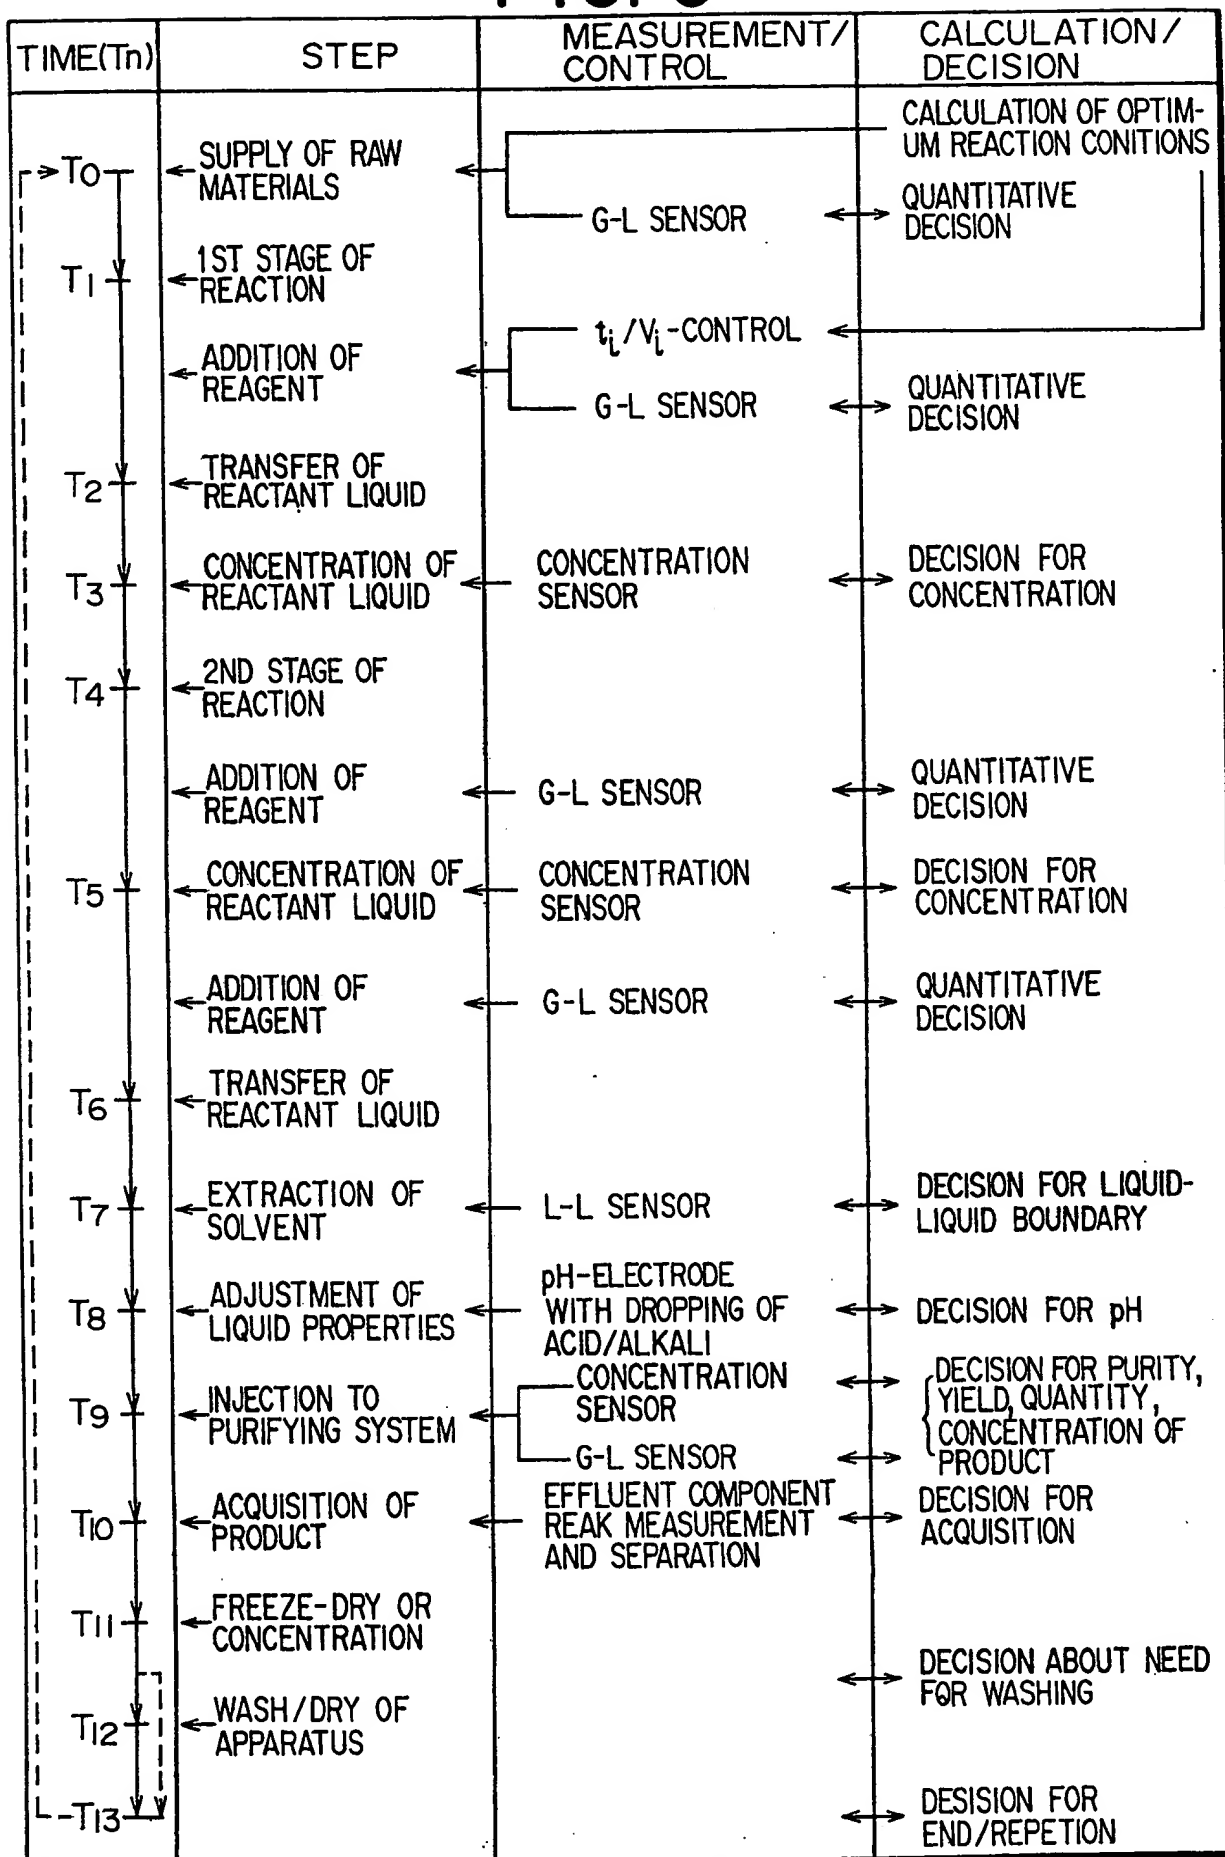 TIME(Tn)
STEP
MEASUREMENT/
CONTROL
CALCULATION/
DECISION
CALCULATION OF OPTIM-
UM REACTION CONITIONS
T0
SUPPLY OF RAW
MATERIALS
G-L SENSOR
QUANTITATIVE
DECISION
T1
1ST STAGE OF
REACTION
ti/Vi-CONTROL
ADDITION OF
REAGENT
G-L SENSOR
QUANTITATIVE
DECISION
T2
TRANSFER OF
REACTANT LIQUID
T3
CONCENTRATION OF
REACTANT LIQUID
CONCENTRATION
SENSOR
DECISION FOR
CONCENTRATION
T4
2ND STAGE OF
REACTION
ADDITION OF
REAGENT
G-L SENSOR
QUANTITATIVE
DECISION
T5
CONCENTRATION OF
REACTANT LIQUID
CONCENTRATION
SENSOR
DECISION FOR
CONCENTRATION
ADDITION OF
REAGENT
G-L SENSOR
QUANTITATIVE
DECISION
T6
TRANSFER OF
REACTANT LIQUID
T7
EXTRACTION OF
SOLVENT
L-L SENSOR
DECISION FOR LIQUID-
LIQUID BOUNDARY
T8
ADJUSTMENT OF
LIQUID PROPERTIES
pH-ELECTRODE
WITH DROPPING OF
ACID/ALKALI
DECISION FOR pH
T9
INJECTION TO
PURIFYING SYSTEM
CONCENTRATION
SENSOR
G-L SENSOR
DECISION FOR PURITY,
YIELD, QUANTITY,
CONCENTRATION OF
PRODUCT
T10
ACQUISITION OF
PRODUCT
EFFLUENT COMPONENT
REAK MEASUREMENT
AND SEPARATION
DECISION FOR
ACQUISITION
T11
FREEZE-DRY OR
CONCENTRATION
DECISION ABOUT NEED
FOR WASHING
T12
WASH/DRY OF
APPARATUS
T13
DESISION FOR
END/REPETION